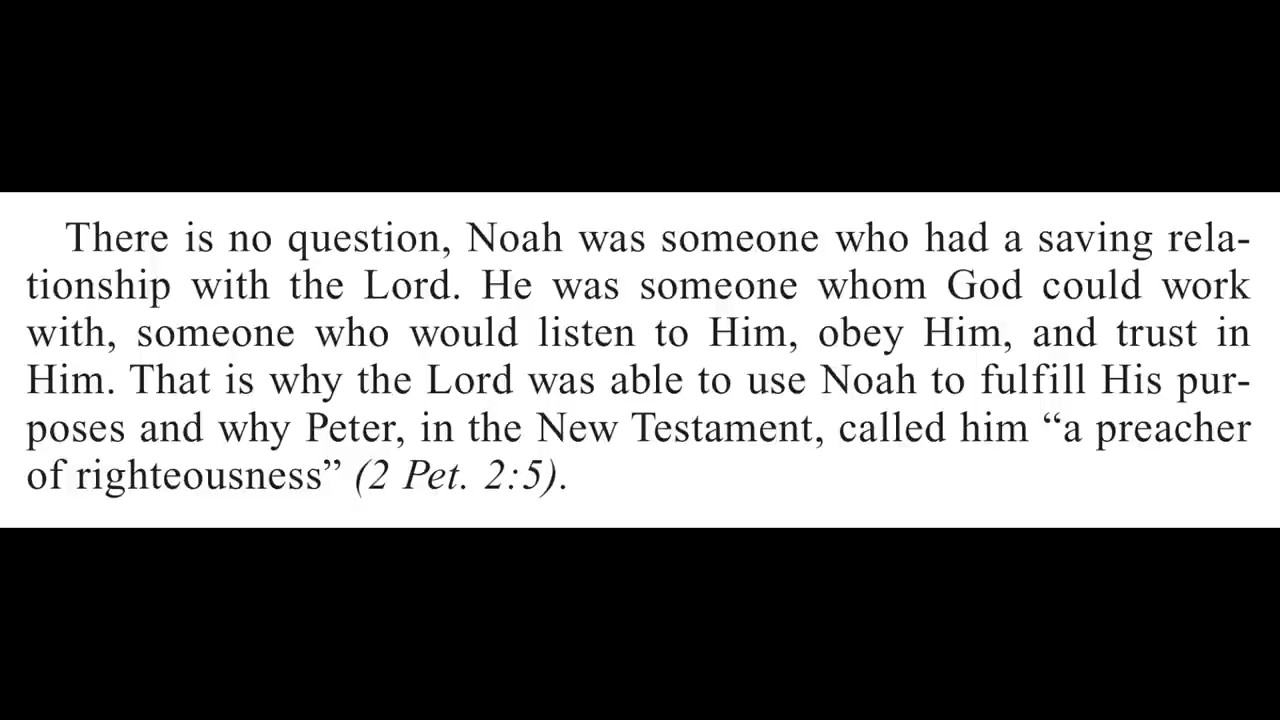 There is no question, Noah was someone who had a saving rela-
tionship with the Lord. He was someone whom God could work
with, someone who would listen to Him, obey Him, and trust in
Him. That is why the Lord was able to use Noah to fulfill His pur-
poses and why Peter, in the New Testament, called him “a preacher
of righteousness” (2 Pet. 2:5).